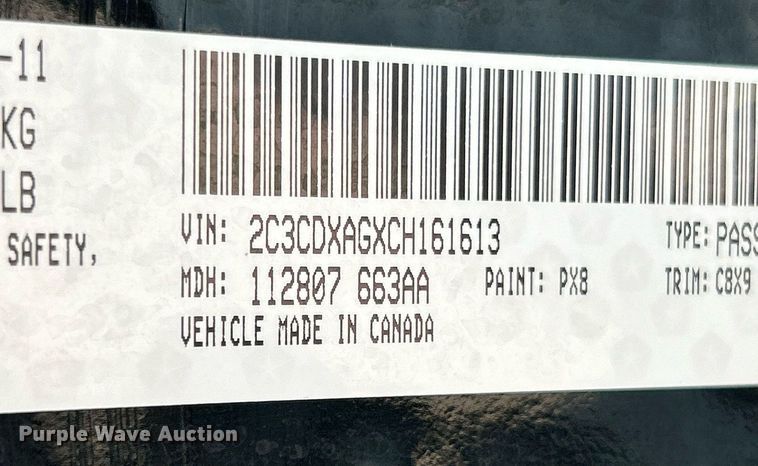 -11
KG
LB
SAFETY,
VIN: 2C3CDXAGXCH161613 TYPE: PASS
MDH: 112807 663AA PAINT: PX8 TRIM: C8X9
VEHICLE MADE IN CANADA
Purple Wave Auction